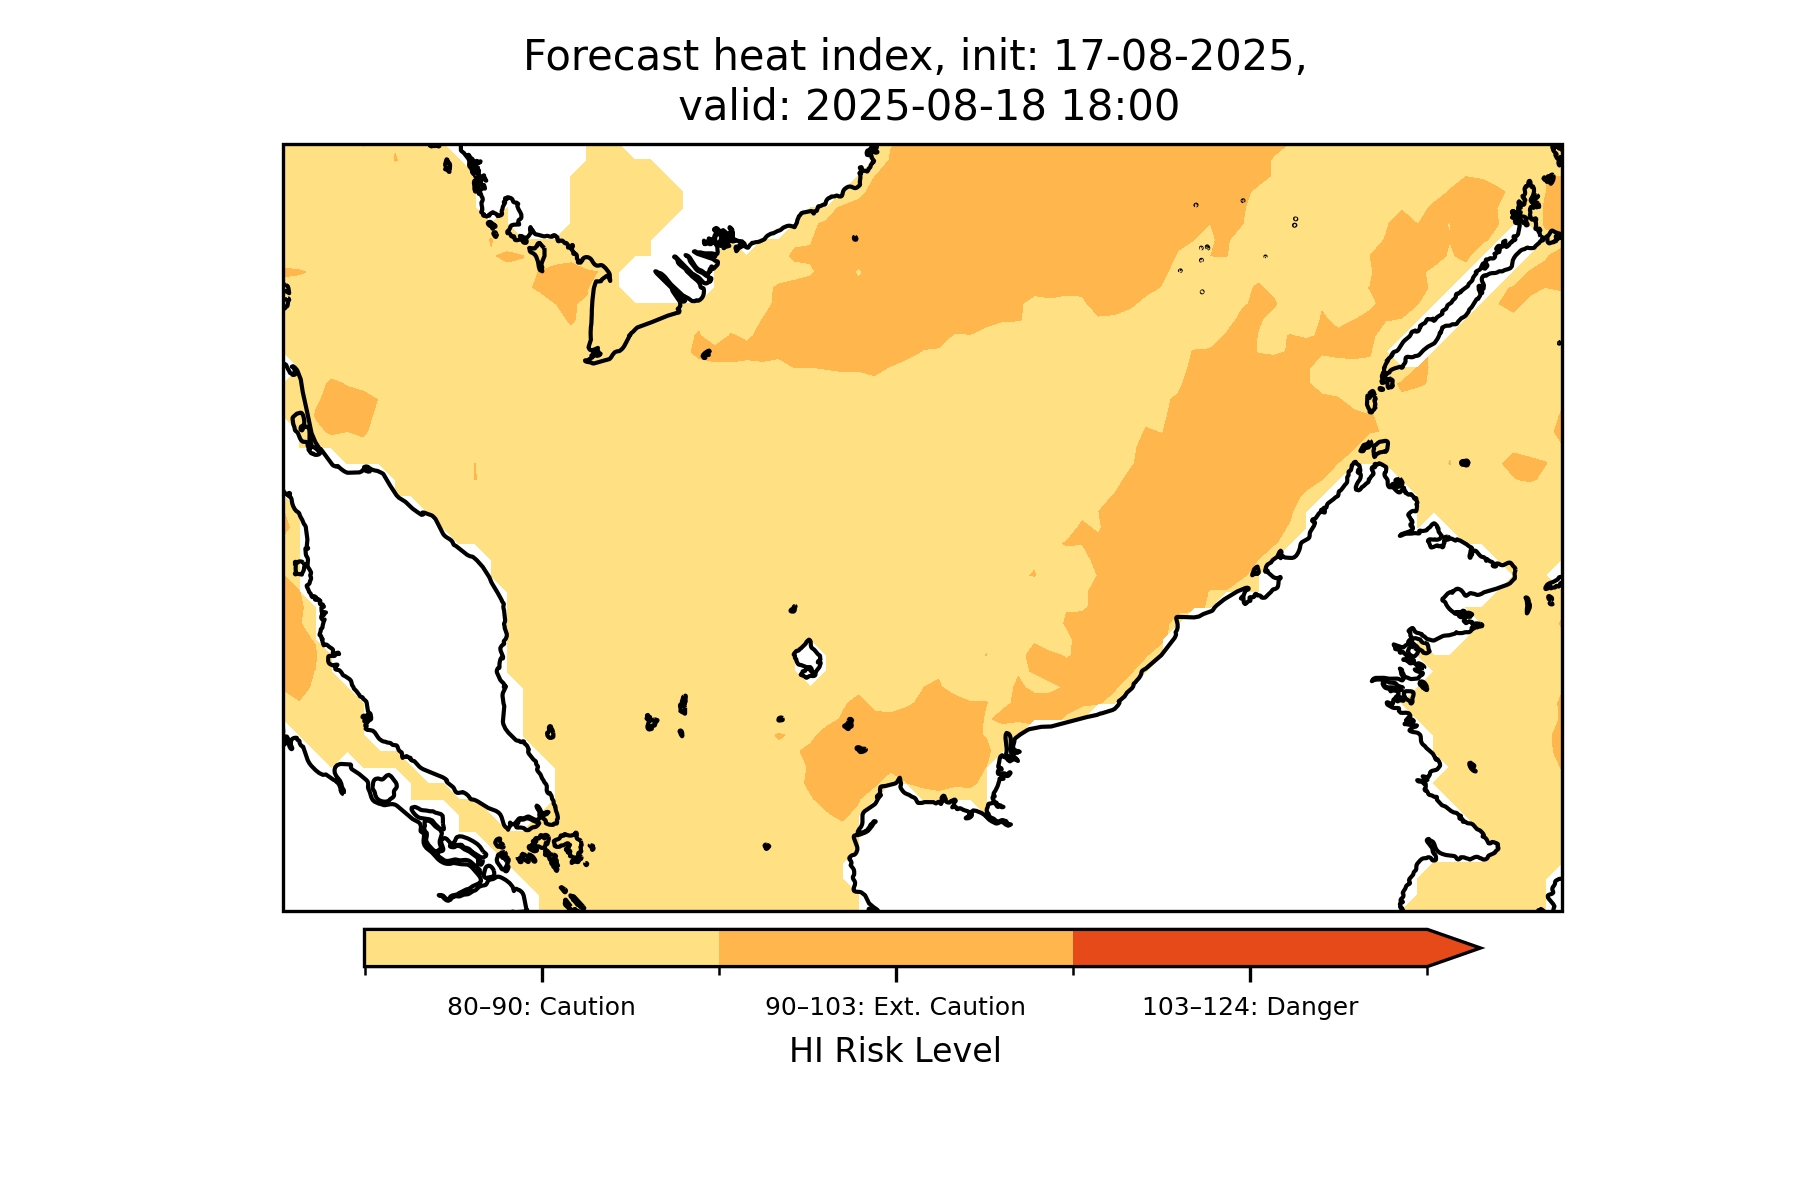 Forecast heat index, init: 17-08-2025,
valid: 2025-08-18 18:00
80–90: Caution
90–103: Ext. Caution
103–124: Danger
HI Risk Level